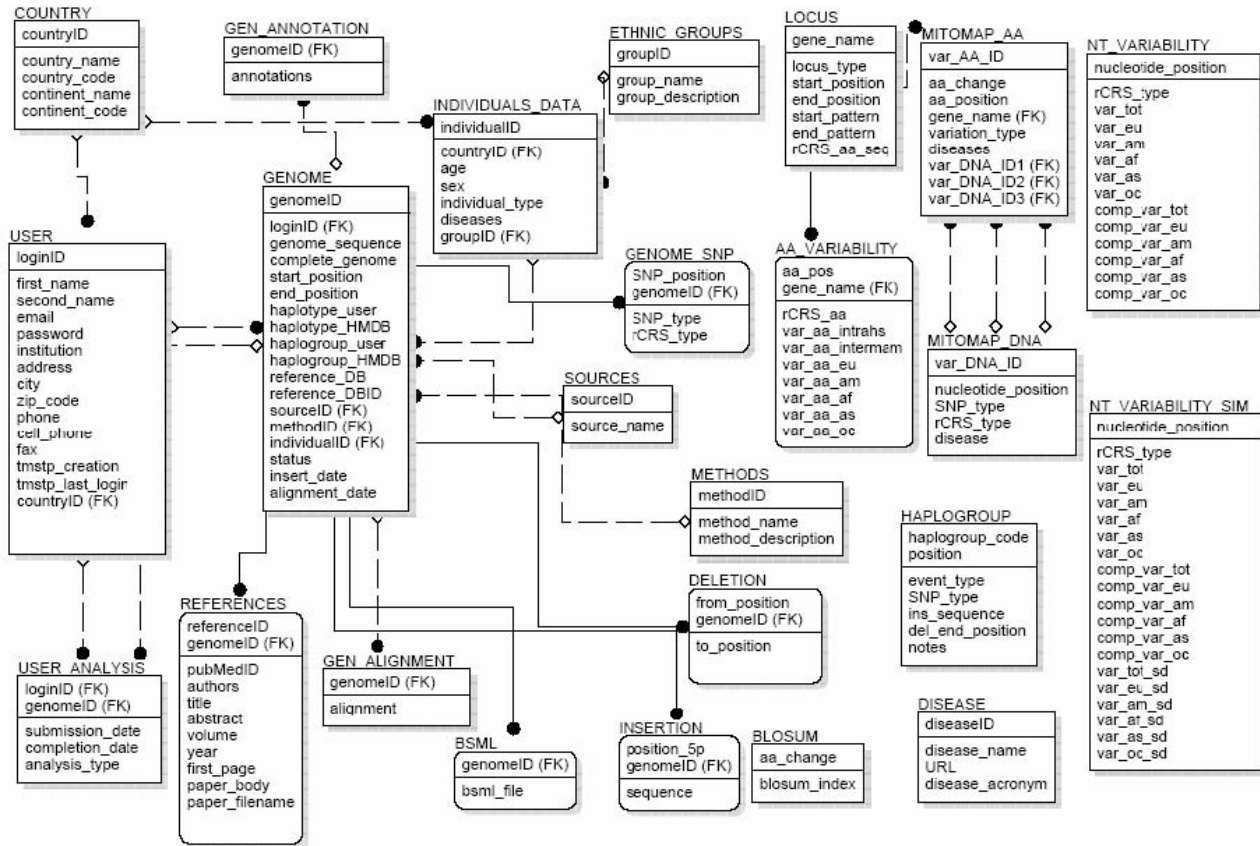 COUNTRY
countryID
country_name
country_code
continent_name
continent_code
GEN_ANNOTATION
genomeID (FK)
annotations
ETHNIC_GROUPS
groupID
group_name
group_description
LOCUS
gene_name
locus_type
start_position
end_position
start_pattern
end_pattern
rCRS_aa_seq
MITOMAP_AA
var_AA_ID
aa_change
aa_position
gene_name (FK)
variation_type
diseases
var_DNA_ID1 (FK)
var_DNA_ID2 (FK)
var_DNA_ID3 (FK)
NT_VARIABILITY
nucleotide_position
rCRS_type
var_tot
var_eu
var_am
var_af
var_as
var_oc
comp_var_tot
comp_var_eu
comp_var_am
comp_var_af
comp_var_as
comp_var_oc
INDIVIDUALS_DATA
individualID
countryID (FK)
age
sex
individual_type
diseases
groupID (FK)
GENOME
genomeID
loginID (FK)
genome_sequence
complete_genome
start_position
end_position
haplotype_user
haplotype_HMDB
haplogroup_user
haplogroup_HMDB
reference_DB
reference_DBID
sourceID (FK)
methodID (FK)
individualID (FK)
status
insert_date
alignment_date
USER
loginID
first_name
second_name
email
password
institution
address
city
zip_code
phone
cell_phone
fax
tmstp_creation
tmstp_last_login
countryID (FK)
GENOME_SNP
SNP_position
genomeID (FK)
SNP_type
rCRS_type
AA_VARIABILITY
aa_pos
gene_name (FK)
rCRS_aa
var_aa_intrahs
var_aa_intermam
var_aa_eu
var_aa_am
var_aa_af
var_aa_as
var_aa_oc
MITOMAP_DNA
var_DNA_ID
nucleotide_position
SNP_type
rCRS_type
disease
SOURCES
sourceID
source_name
NT_VARIABILITY_SIM
nucleotide_position
rCRS_type
var_tot
var_eu
var_am
var_af
var_as
var_oc
comp_var_tot
comp_var_eu
comp_var_am
comp_var_af
comp_var_as
comp_var_oc
var_tot_sd
var_eu_sd
var_am_sd
var_af_sd
var_as_sd
var_oc_sd
METHODS
methodID
method_name
method_description
HAPLOGROUP
haplogroup_code
position
event_type
SNP_type
ins_sequence
del_end_position
notes
DELETION
from_position
genomeID (FK)
to_position
REFERENCES
referenceID
genomeID (FK)
pubMedID
authors
title
abstract
volume
year
first_page
paper_body
paper_filename
USER_ANALYSIS
loginID (FK)
genomeID (FK)
submission_date
completion_date
analysis_type
GEN_ALIGNMENT
genomeID (FK)
alignment
BSML
genomeID (FK)
bsml_file
INSERTION
position_5p
genomeID (FK)
sequence
BLOSUM
aa_change
blosum_index
DISEASE
diseaseID
disease_name
URL
disease_acronym